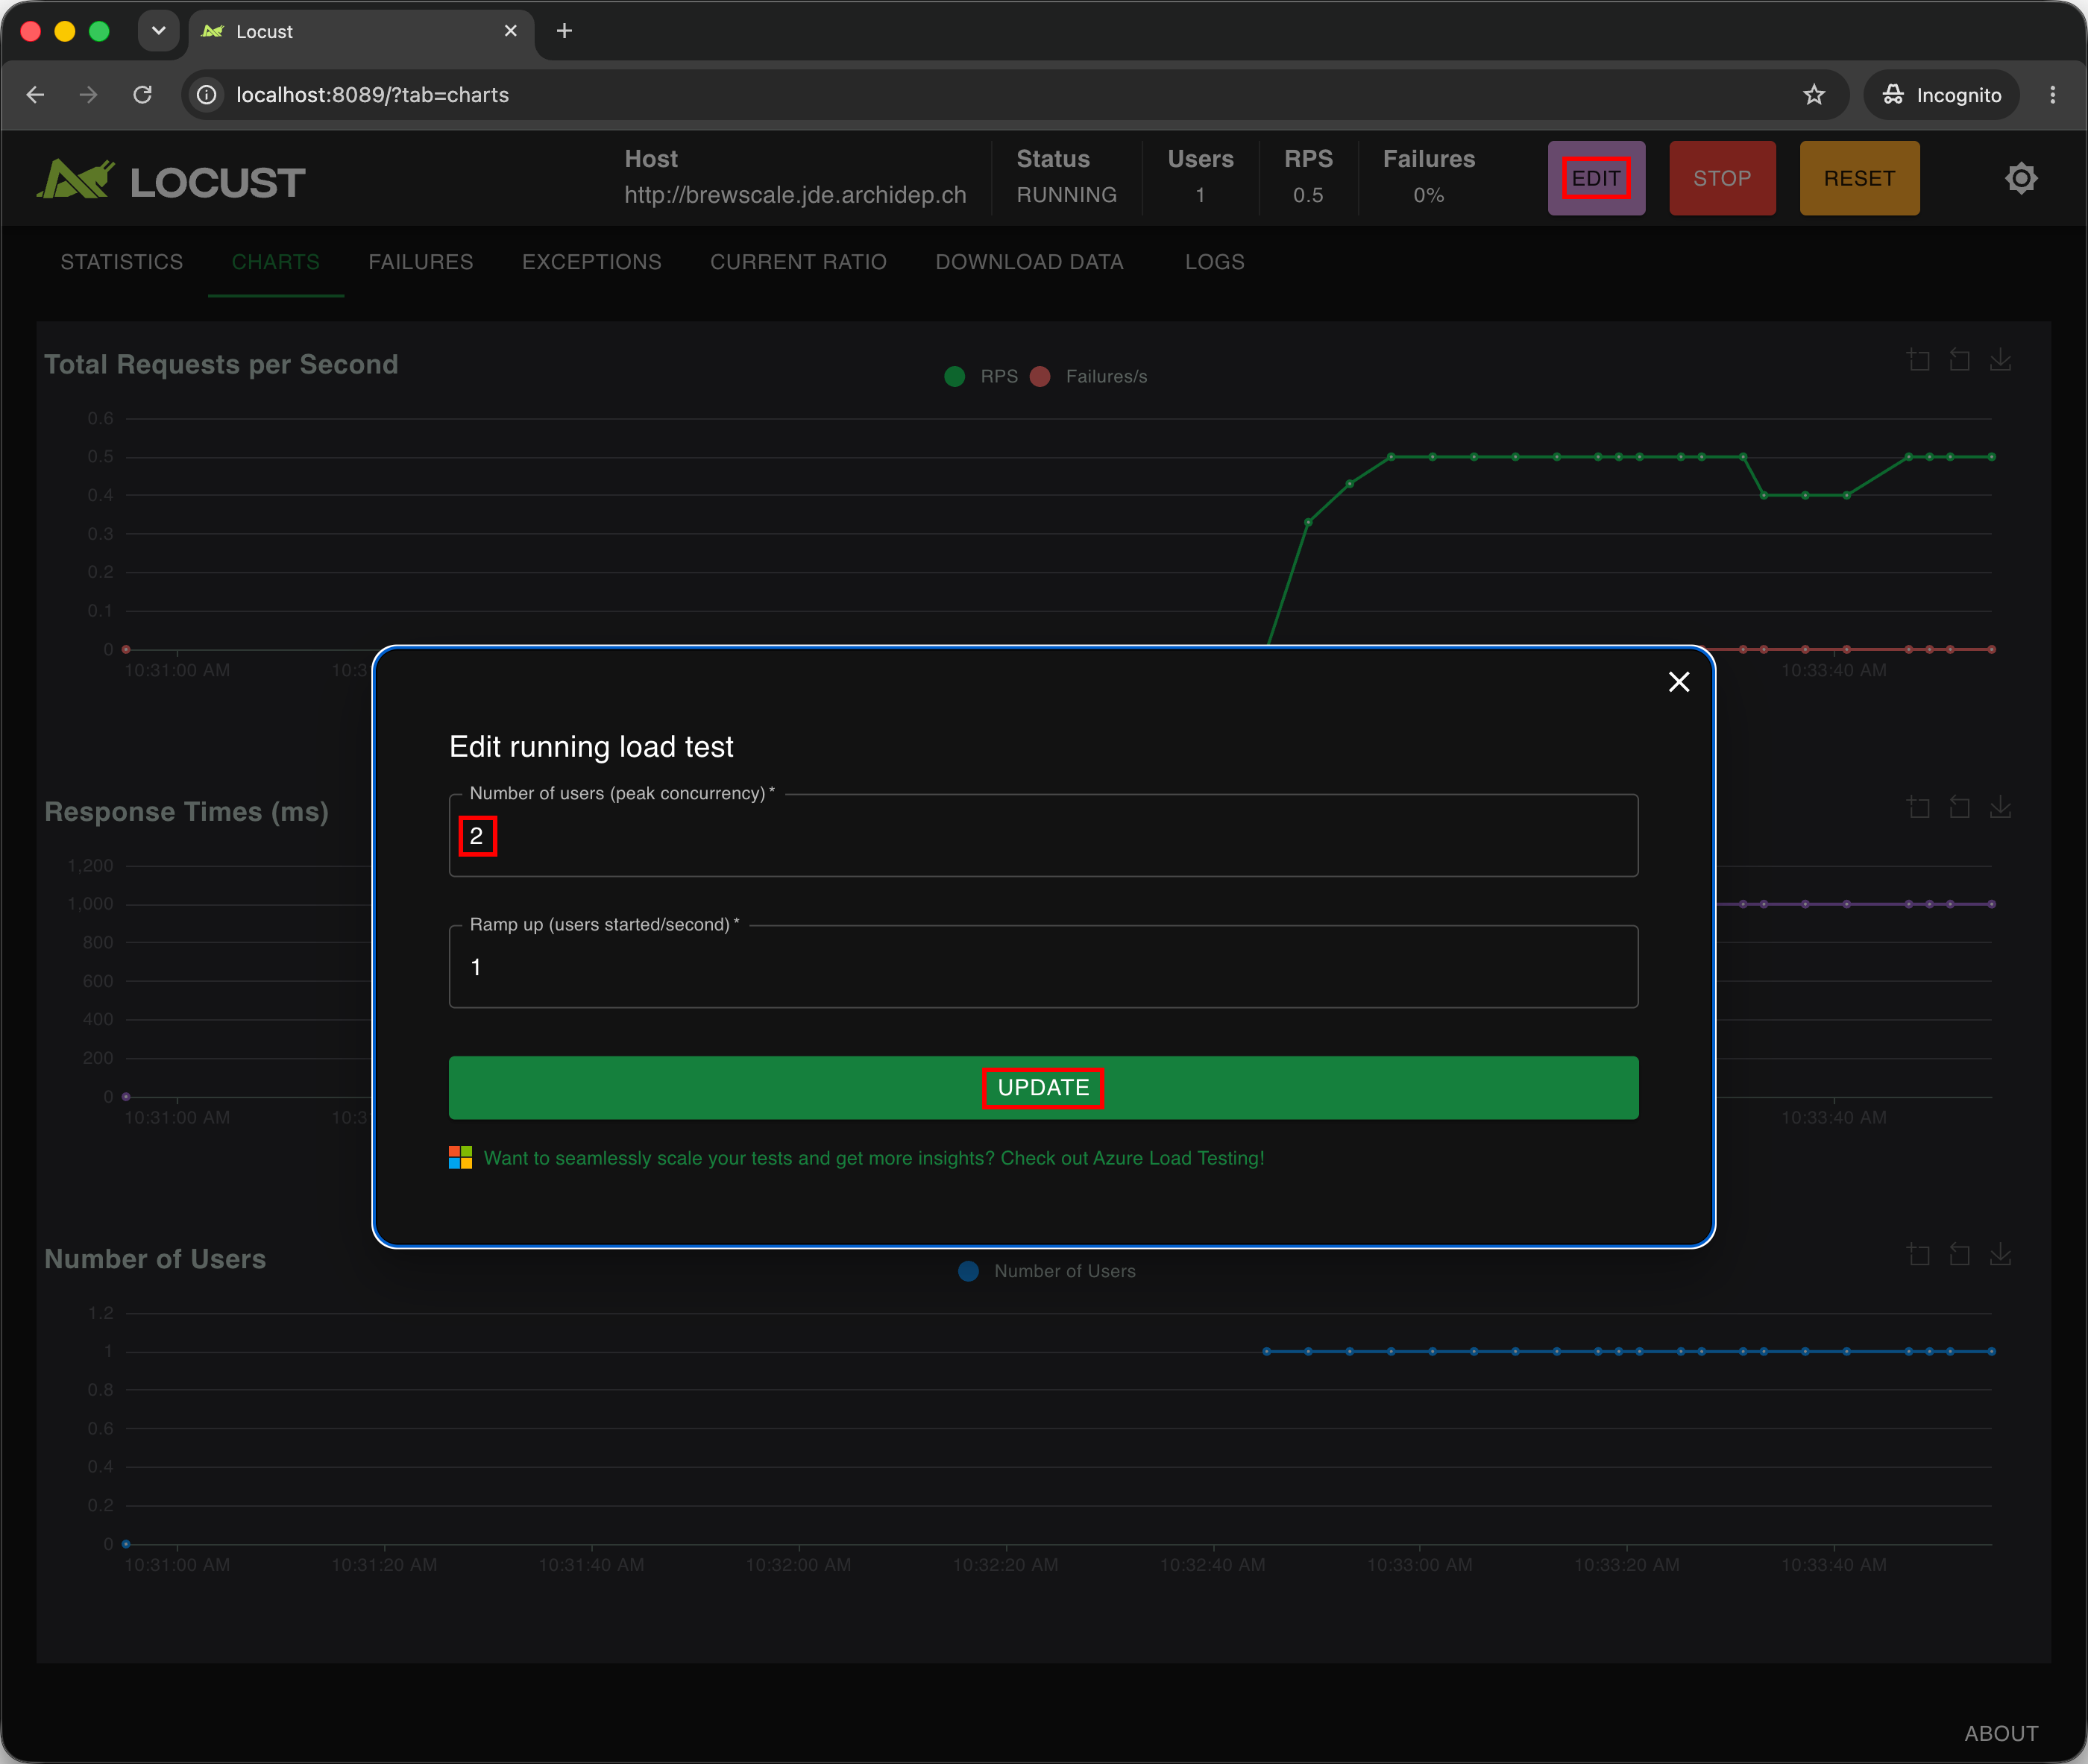 Locust
localhost:8089/?tab=charts
Incognito
LOCUST
Host
http://brewscale.jde.archidep.ch
Status
RUNNING
Users
1
RPS
0.5
Failures
0%
EDIT
STOP
RESET
STATISTICS CHARTS FAILURES EXCEPTIONS CURRENT RATIO DOWNLOAD DATA LOGS
Total Requests per Second
RPS Failures/s
0.6
0.5
0.4
0.3
0.2
0.1
0
10:31:00 AM 10:3 10:33:40 AM
Edit running load test
Number of users (peak concurrency) *
2
Ramp up (users started/second) *
1
UPDATE
Want to seamlessly scale your tests and get more insights? Check out Azure Load Testing!
Response Times (ms)
1,200
1,000
800
600
400
200
0
10:31:00 AM 10:3 10:33:40 AM
Number of Users
Number of Users
1.2
1
0.8
0.6
0.4
0.2
0
10:31:00 AM 10:31:20 AM 10:31:40 AM 10:32:00 AM 10:32:20 AM 10:32:40 AM 10:33:00 AM 10:33:20 AM 10:33:40 AM
ABOUT